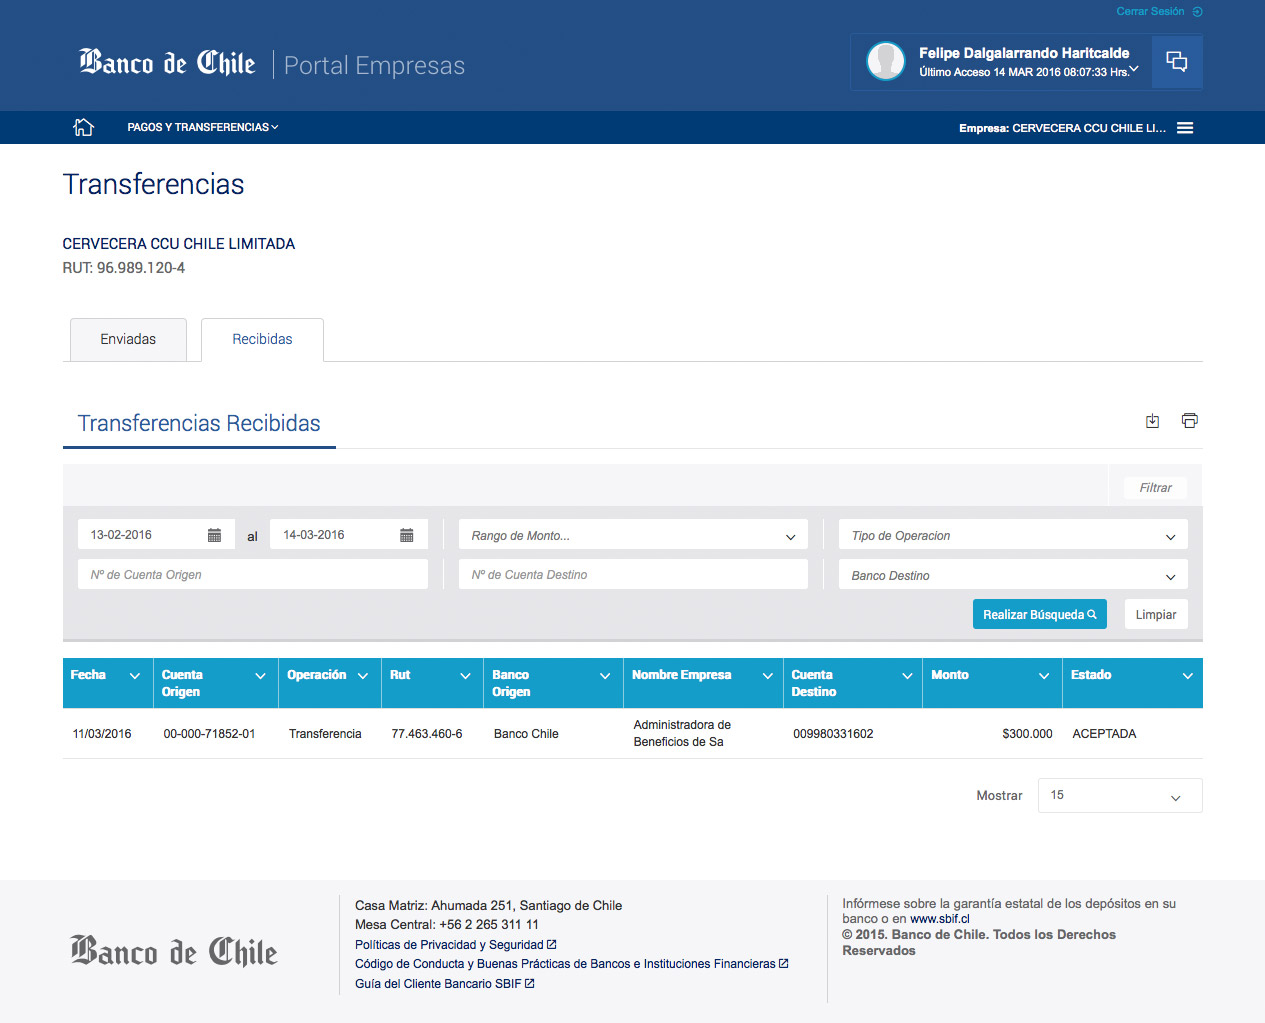 Cerrar Sesión
Banco de Chile | Portal Empresas
Felipe Dalgalarrando Haritcalde
Último Acceso 14 MAR 2016 08:07:33 Hrs.
PAGOS Y TRANSFERENCIAS
Empresa: CERVECERA CCU CHILE LI...
Transferencias
CERVECERA CCU CHILE LIMITADA
RUT: 96.989.120-4
Enviadas
Recibidas
Transferencias Recibidas
Filtrar
13-02-2016 al 14-03-2016
Rango de Monto...
Tipo de Operacion
Nº de Cuenta Origen
Nº de Cuenta Destino
Banco Destino
Realizar Búsqueda
Limpiar
Fecha
Cuenta
Origen
Operación
Rut
Banco
Origen
Nombre Empresa
Cuenta
Destino
Monto
Estado
11/03/2016
00-000-71852-01
Transferencia
77.463.460-6
Banco Chile
Administradora de
Beneficios de Sa
009980331602
$300.000
ACEPTADA
Mostrar
15
Banco de Chile
Casa Matriz: Ahumada 251, Santiago de Chile
Mesa Central: +56 2 265 311 11
Políticas de Privacidad y Seguridad
Código de Conducta y Buenas Prácticas de Bancos e Instituciones Financieras
Guía del Cliente Bancario SBIF
Infórmese sobre la garantía estatal de los depósitos en su
banco o en www.sbif.cl
© 2015. Banco de Chile. Todos los Derechos
Reservados